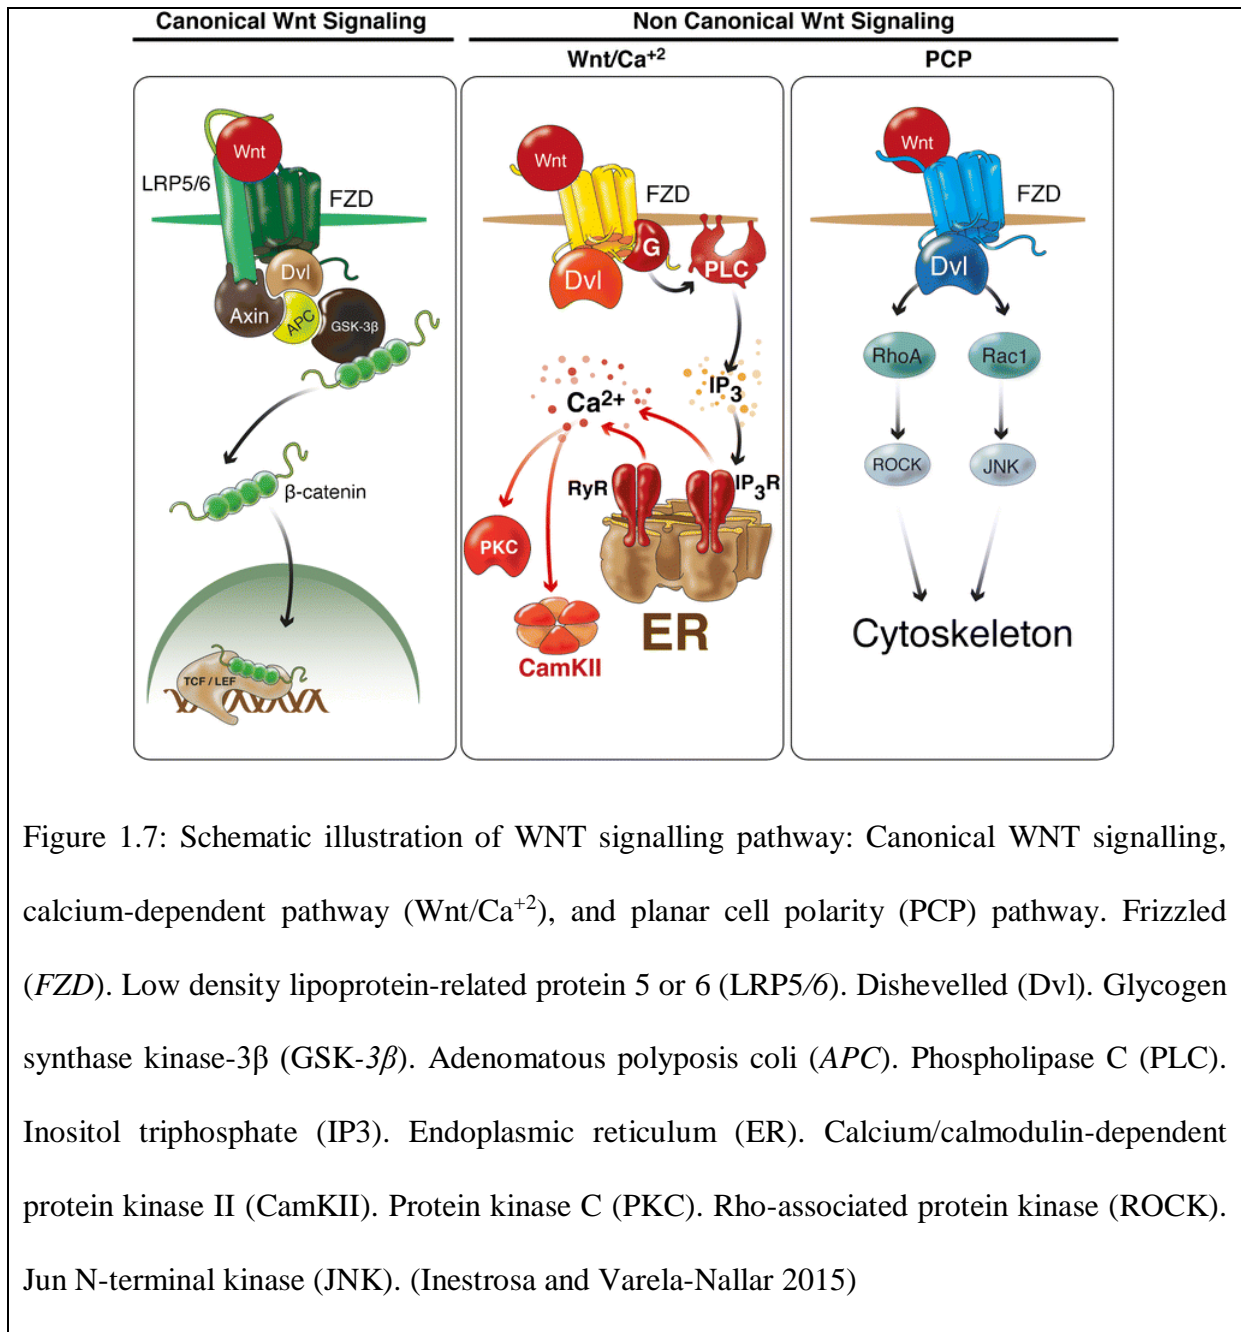 Canonical Wnt Signaling
Non Canonical Wnt Signaling
Wnt/Ca⁺²
PCP
Wnt
LRP5/6
FZD
Dvl
Axin
APC
GSK-3β
β-catenin
TCF / LEF
Wnt
FZD
G
Dvl
PLC
IP₃
Ca²⁺
RyR
IP₃R
PKC
ER
CamKII
Wnt
FZD
Dvl
RhoA
Rac1
ROCK
JNK
Cytoskeleton
Figure 1.7: Schematic illustration of WNT signalling pathway: Canonical WNT signalling,
calcium-dependent pathway (Wnt/Ca⁺²), and planar cell polarity (PCP) pathway. Frizzled
(FZD). Low density lipoprotein-related protein 5 or 6 (LRP5/6). Dishevelled (Dvl). Glycogen
synthase kinase-3β (GSK-3β). Adenomatous polyposis coli (APC). Phospholipase C (PLC).
Inositol triphosphate (IP3). Endoplasmic reticulum (ER). Calcium/calmodulin-dependent
protein kinase II (CamKII). Protein kinase C (PKC). Rho-associated protein kinase (ROCK).
Jun N-terminal kinase (JNK). (Inestrosa and Varela-Nallar 2015)